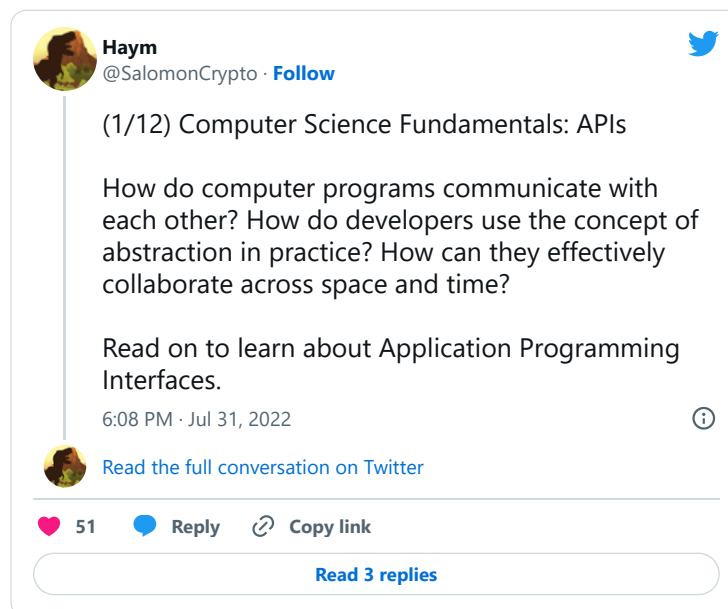 Haym
@SalomonCrypto · Follow
(1/12) Computer Science Fundamentals: APIs
How do computer programs communicate with
each other? How do developers use the concept of
abstraction in practice? How can they effectively
collaborate across space and time?
Read on to learn about Application Programming
Interfaces.
6:08 PM · Jul 31, 2022
Read the full conversation on Twitter
51 Reply Copy link
Read 3 replies